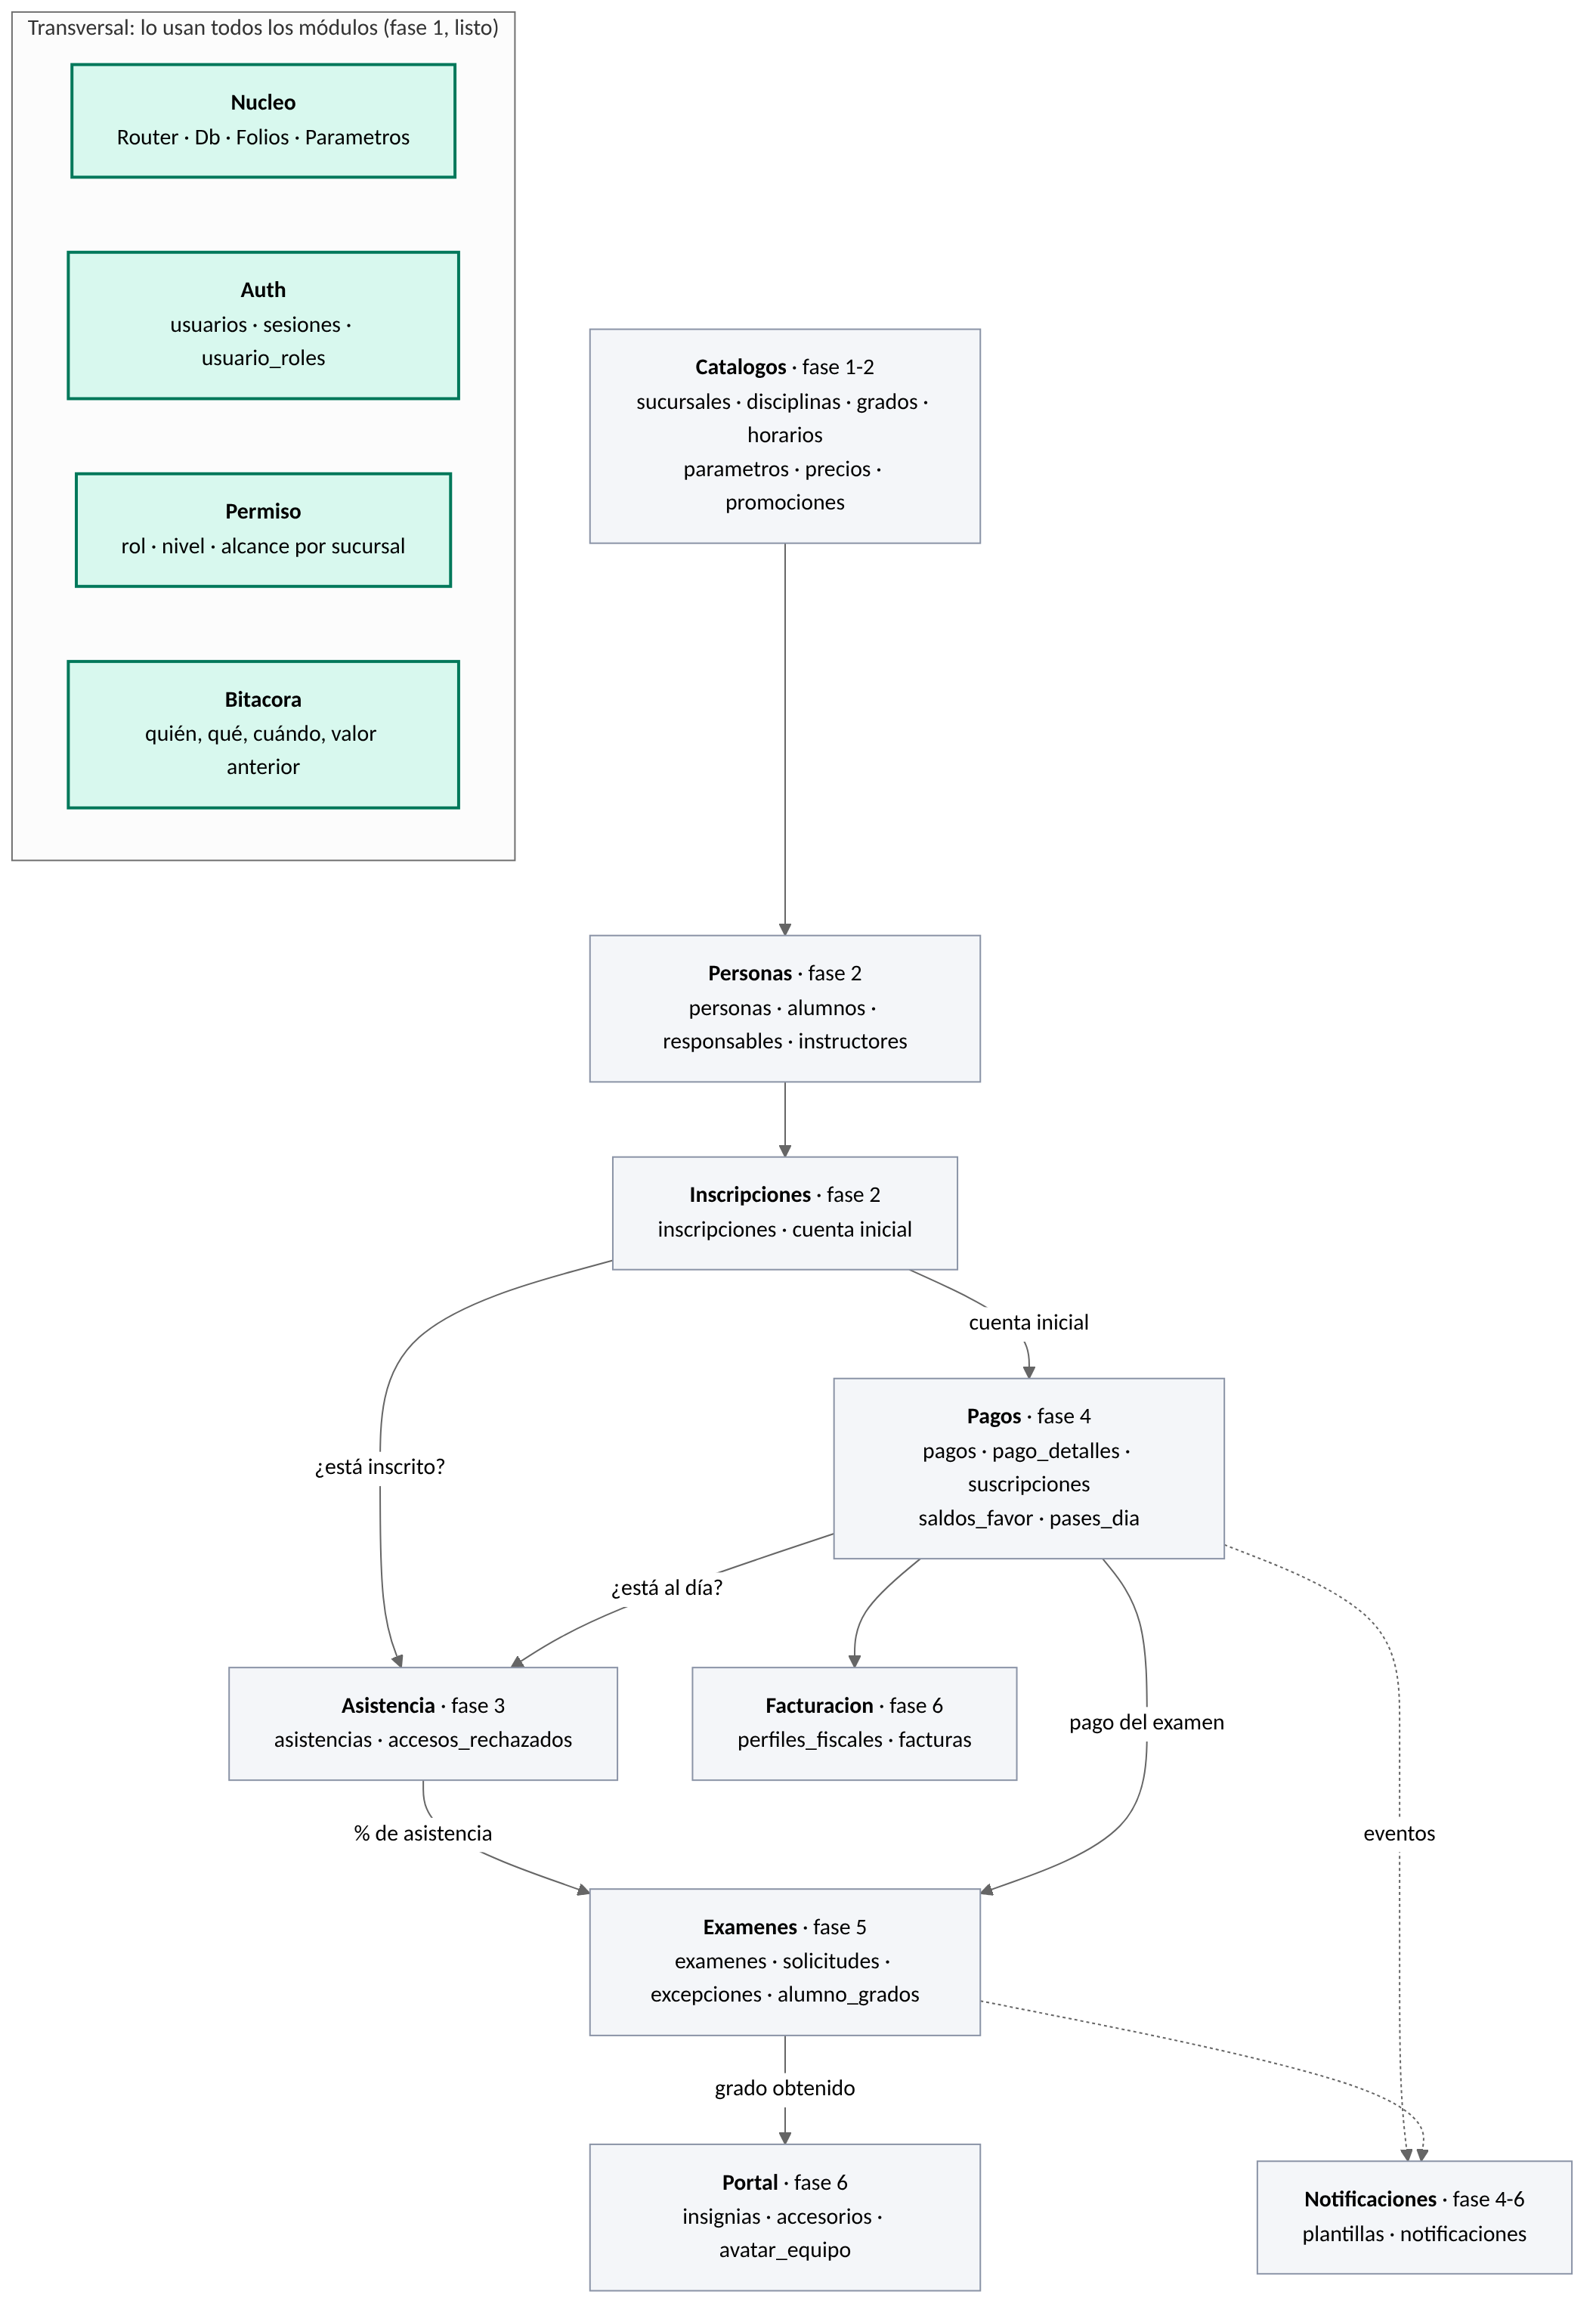 Transversal: lo usan todos los módulos (fase 1, listo)
Nucleo
Router · Db · Folios · Parametros
Auth
usuarios · sesiones ·
usuario_roles
Permiso
rol · nivel · alcance por sucursal
Bitacora
quién, qué, cuándo, valor
anterior
Catalogos · fase 1-2
sucursales · disciplinas · grados ·
horarios
parametros · precios ·
promociones
Personas · fase 2
personas · alumnos ·
responsables · instructores
Inscripciones · fase 2
inscripciones · cuenta inicial
cuenta inicial
Pagos · fase 4
pagos · pago_detalles ·
suscripciones
saldos_favor · pases_dia
¿está inscrito?
¿está al día?
Asistencia · fase 3
asistencias · accesos_rechazados
Facturacion · fase 6
perfiles_fiscales · facturas
pago del examen
% de asistencia
eventos
Examenes · fase 5
examenes · solicitudes ·
excepciones · alumno_grados
grado obtenido
Portal · fase 6
insignias · accesorios ·
avatar_equipo
Notificaciones · fase 4-6
plantillas · notificaciones